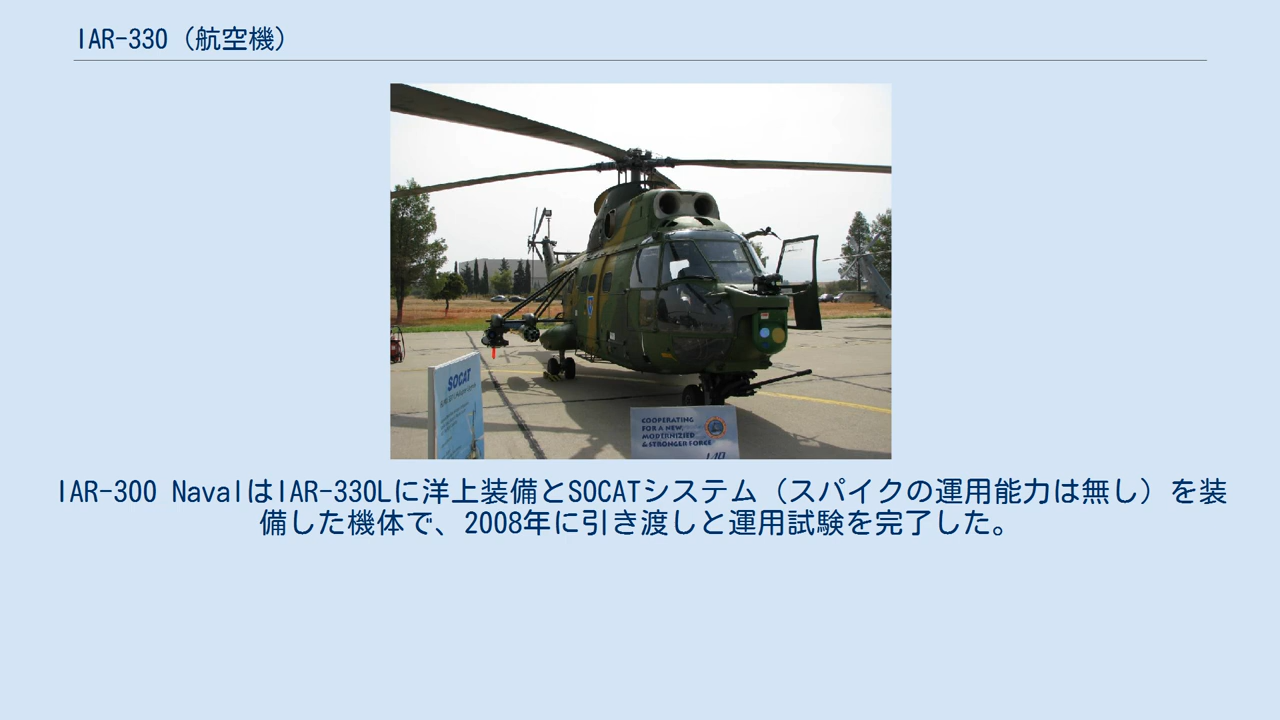 IAR-330（航空機）
SOCAT
COOPERATING
FOR A NEW,
MODERNIZED
& STRONGER FORCE
IAR-300 NavalはIAR-330Lに洋上装備とSOCATシステム（スパイクの運用能力は無し）を装
備した機体で、2008年に引き渡しと運用試験を完了した。